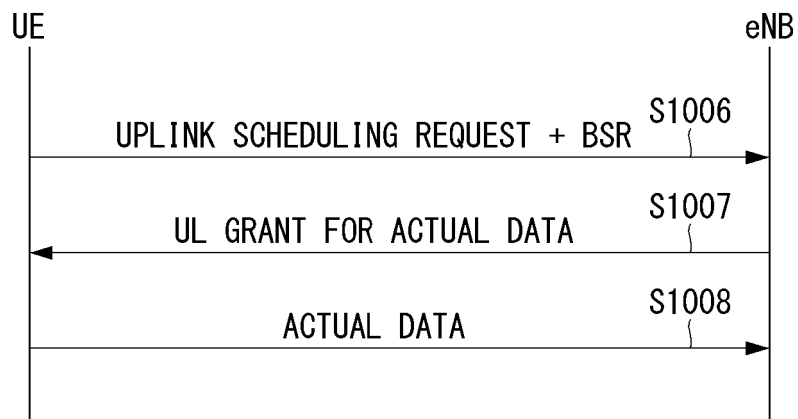 UE eNB
S1006
UPLINK SCHEDULING REQUEST + BSR
S1007
UL GRANT FOR ACTUAL DATA
S1008
ACTUAL DATA